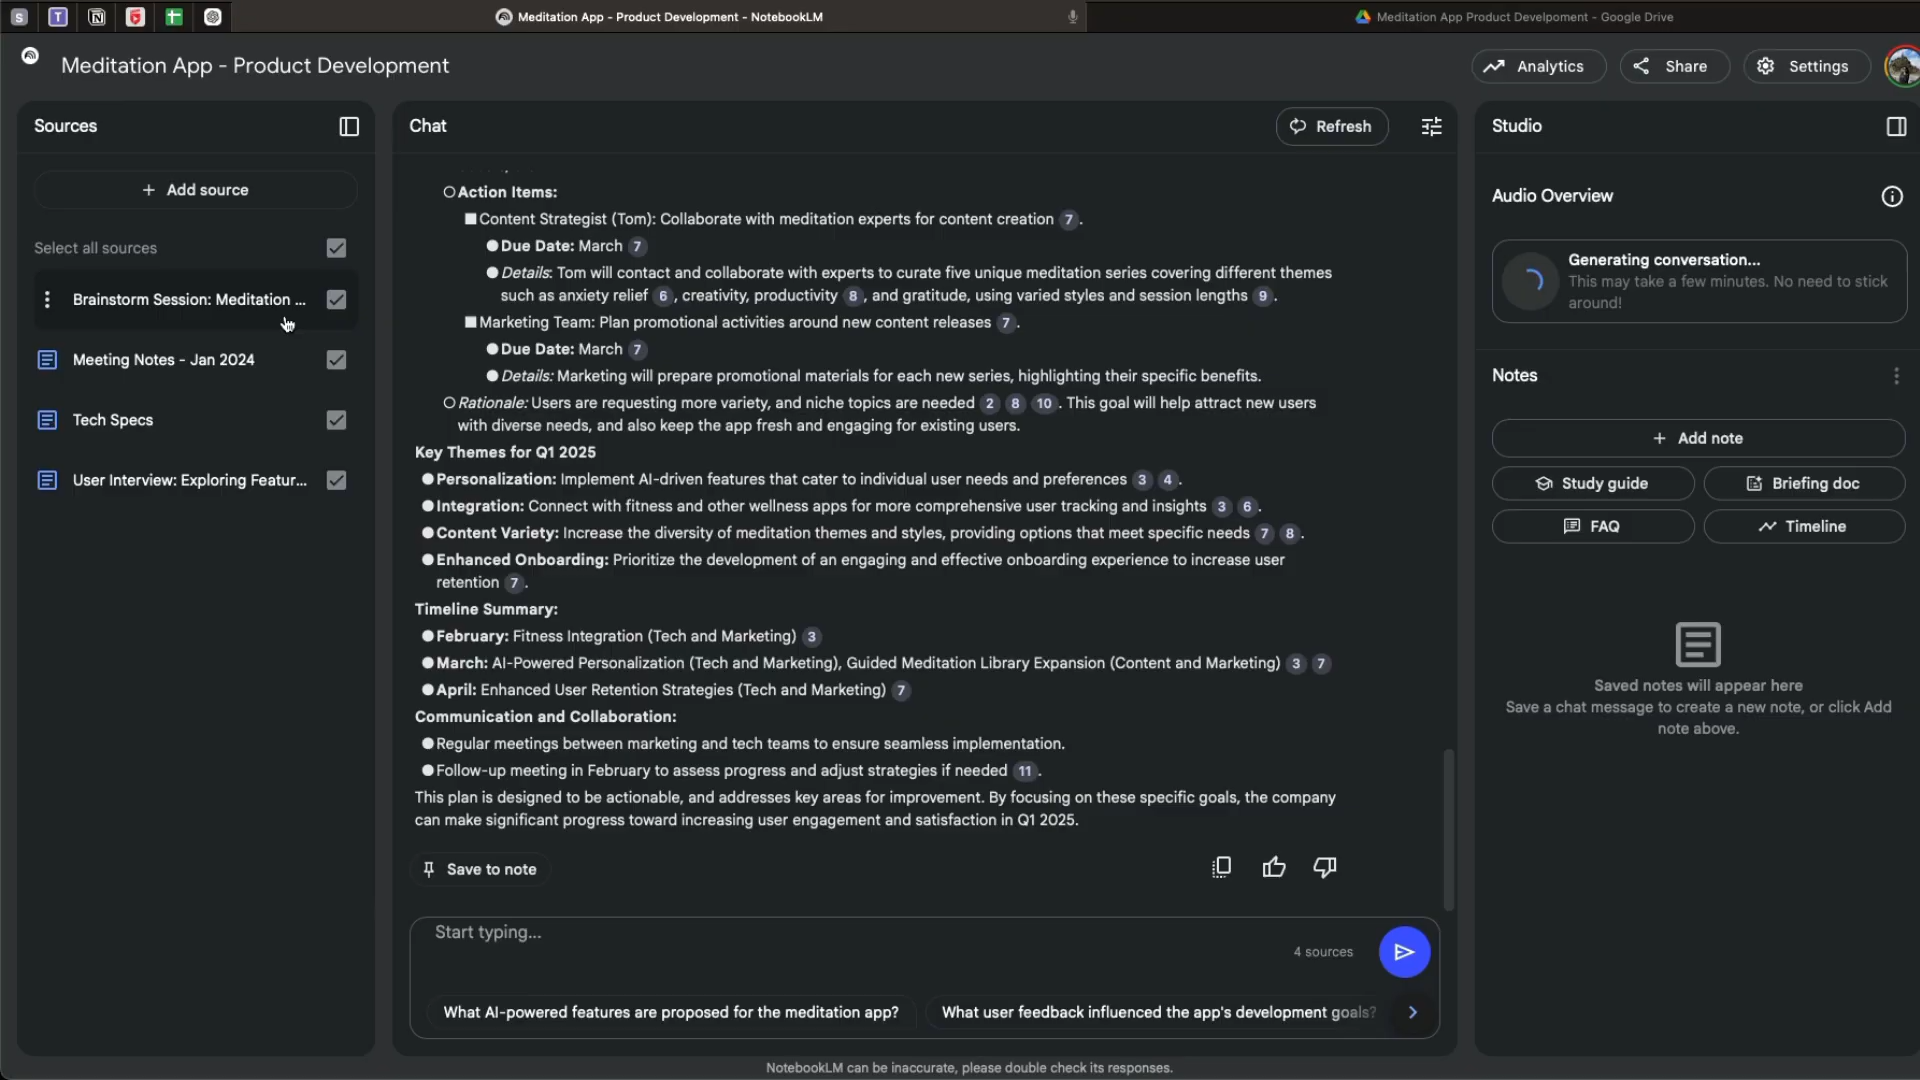 S
T
Meditation App - Product Development - NotebookLM
Meditation App Product Devlepoment - Google Drive
Meditation App - Product Development
Analytics
Share
Settings
Sources
Chat
Refresh
Studio
+ Add source
Select all sources
Brainstorm Session: Meditation ...
Meeting Notes - Jan 2024
Tech Specs
User Interview: Exploring Featur...
Action Items:
Content Strategist (Tom): Collaborate with meditation experts for content creation 7.
Due Date: March 7
Details: Tom will contact and collaborate with experts to curate five unique meditation series covering different themes
such as anxiety relief 6, creativity, productivity 8, and gratitude, using varied styles and session lengths 9.
Marketing Team: Plan promotional activities around new content releases 7.
Due Date: March 7
Details: Marketing will prepare promotional materials for each new series, highlighting their specific benefits.
Rationale: Users are requesting more variety, and niche topics are needed 2 8 10. This goal will help attract new users
with diverse needs, and also keep the app fresh and engaging for existing users.
Key Themes for Q1 2025
Personalization: Implement AI-driven features that cater to individual user needs and preferences 3 4.
Integration: Connect with fitness and other wellness apps for more comprehensive user tracking and insights 3 6.
Content Variety: Increase the diversity of meditation themes and styles, providing options that meet specific needs 7 8.
Enhanced Onboarding: Prioritize the development of an engaging and effective onboarding experience to increase user
retention 7.
Timeline Summary:
February: Fitness Integration (Tech and Marketing) 3
March: AI-Powered Personalization (Tech and Marketing), Guided Meditation Library Expansion (Content and Marketing) 3 7
April: Enhanced User Retention Strategies (Tech and Marketing) 7
Communication and Collaboration:
Regular meetings between marketing and tech teams to ensure seamless implementation.
Follow-up meeting in February to assess progress and adjust strategies if needed 11.
This plan is designed to be actionable, and addresses key areas for improvement. By focusing on these specific goals, the company
can make significant progress toward increasing user engagement and satisfaction in Q1 2025.
Save to note
Start typing...
4 sources
What AI-powered features are proposed for the meditation app?
What user feedback influenced the app's development goals?
Audio Overview
Generating conversation...
This may take a few minutes. No need to stick
around!
Notes
+ Add note
Study guide
Briefing doc
FAQ
Timeline
Saved notes will appear here
Save a chat message to create a new note, or click Add
note above.
NotebookLM can be inaccurate, please double check its responses.